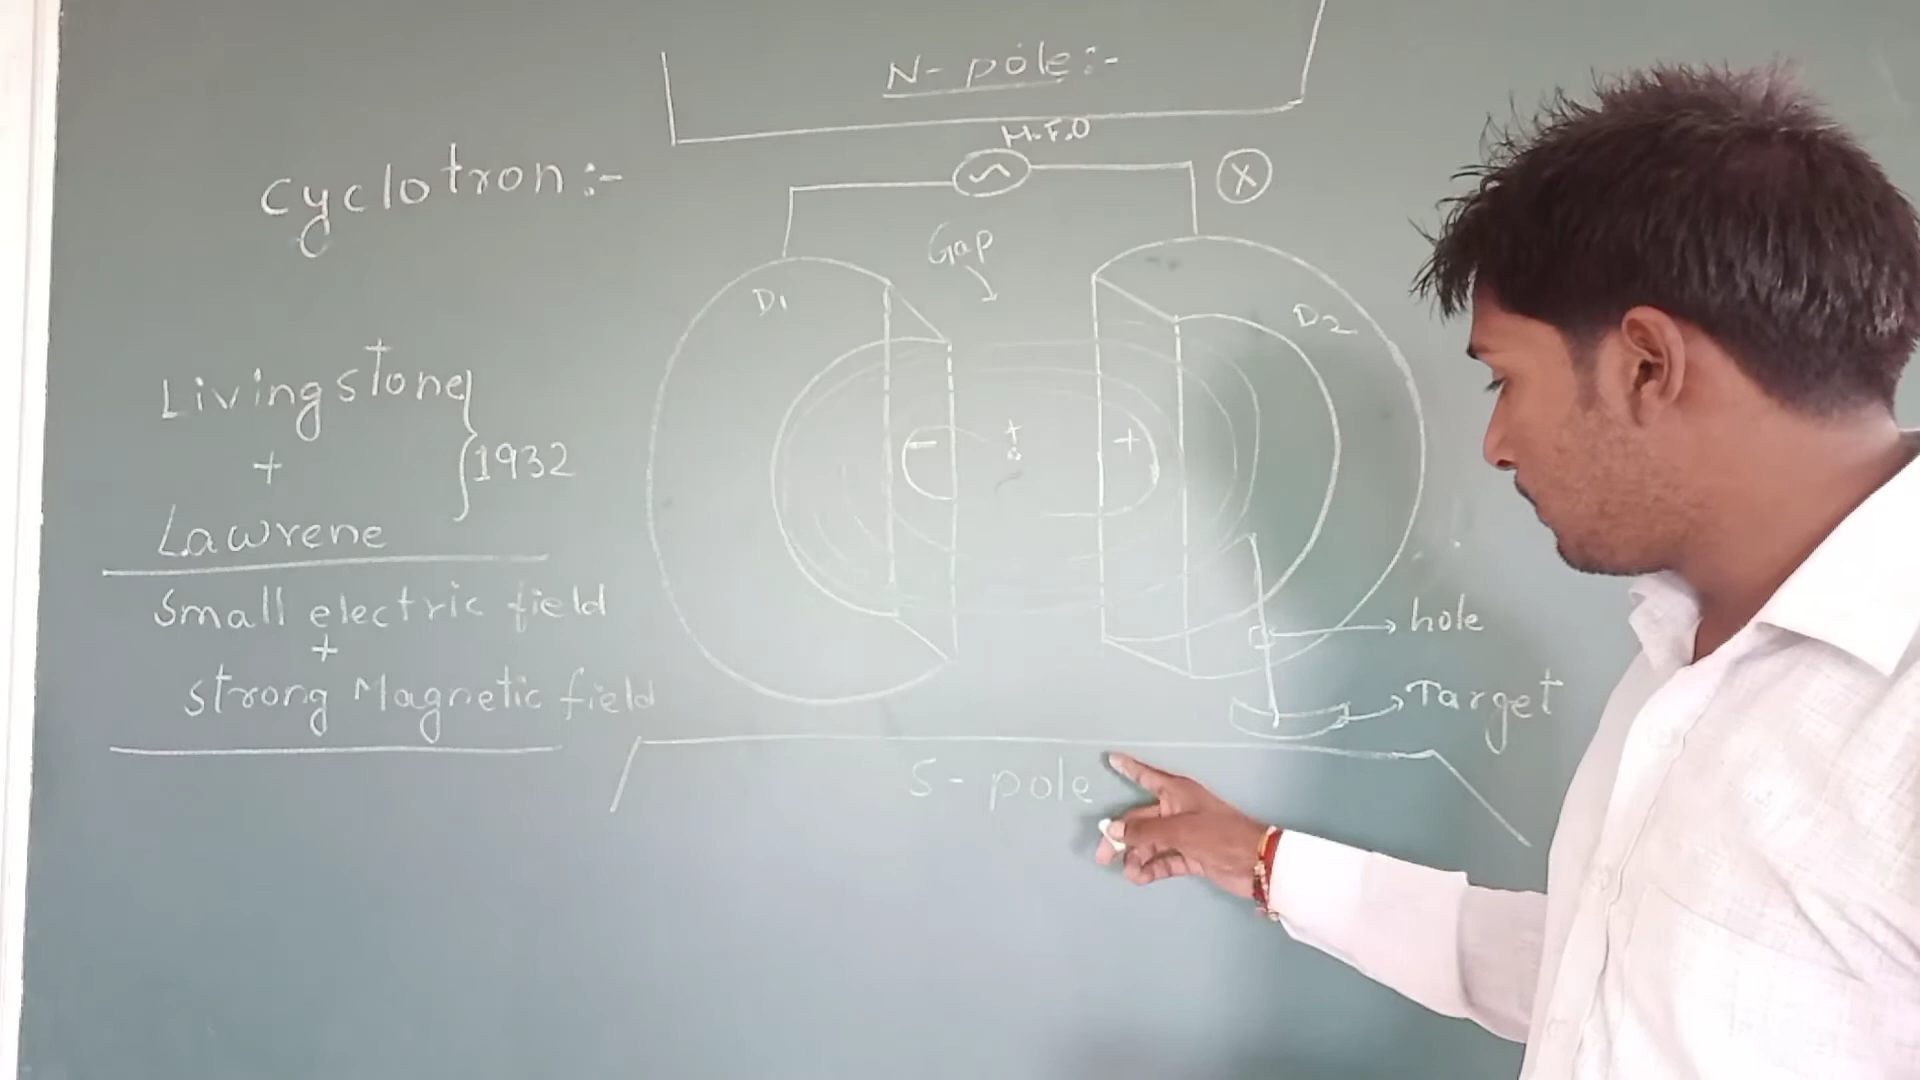 N-pole:-
H.F.O
X
Cyclotron:-
Gap
D1
D2
Livingstone
+
1932
Lawrene
-
+
+
Small electric field
+
Strong Magnetic field
hole
Target
S-pole